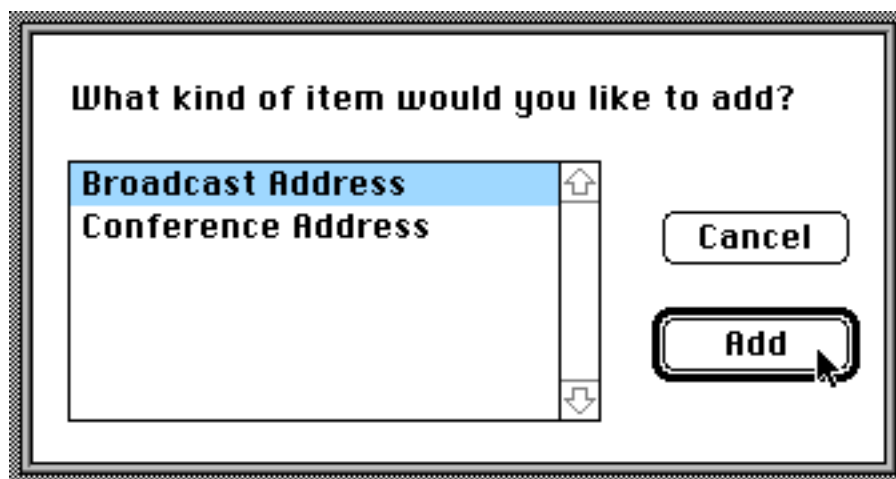 What kind of item would you like to add?
Broadcast Address
Conference Address
Cancel
Add